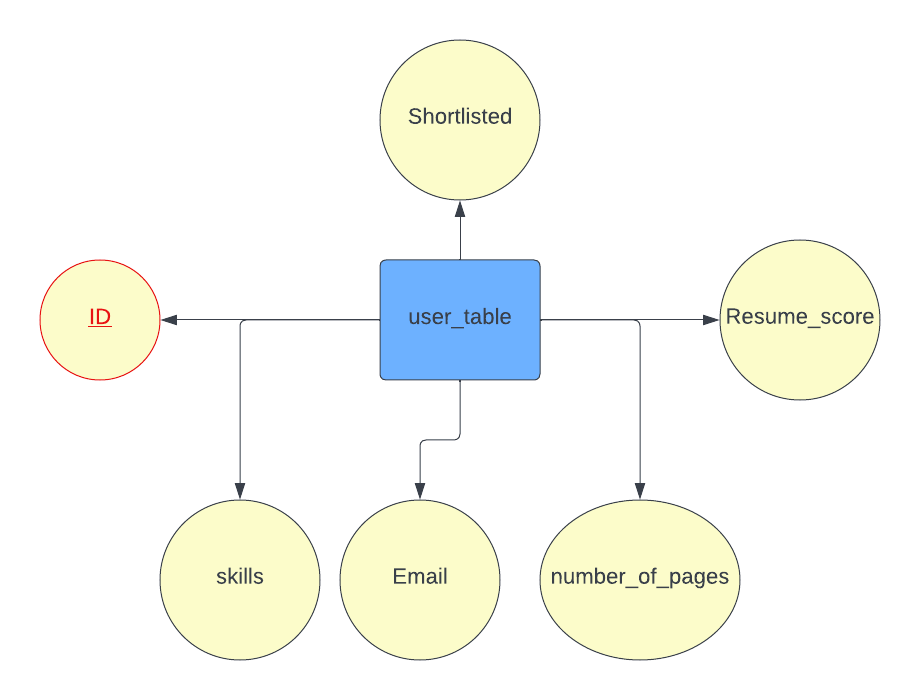 Shortlisted
ID
user_table
Resume_score
skills
Email
number_of_pages